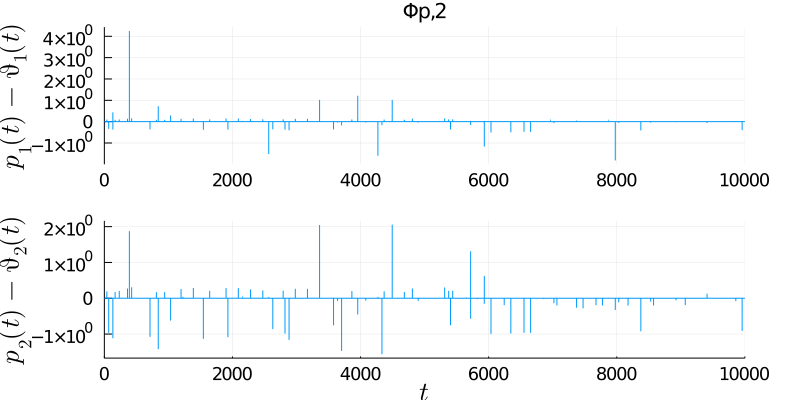 Φp,2
p₁(t) − ϑ₁(t)
4×10⁰
3×10⁰
2×10⁰
1×10⁰
0
−1×10⁰
0 2000 4000 6000 8000 10000
p₂(t) − ϑ₂(t)
2×10⁰
1×10⁰
0
−1×10⁰
0 2000 4000 6000 8000 10000
t